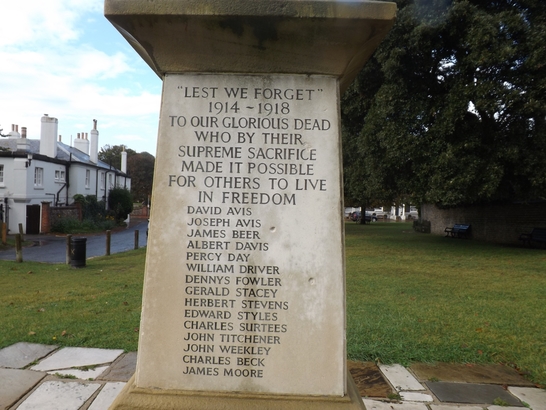 "LEST WE FORGET"
1914 ~ 1918
TO OUR GLORIOUS DEAD
WHO BY THEIR
SUPREME SACRIFICE
MADE IT POSSIBLE
FOR OTHERS TO LIVE
IN FREEDOM
DAVID AVIS
JOSEPH AVIS
JAMES BEER
ALBERT DAVIS
PERCY DAY
WILLIAM DRIVER
DENNYS FOWLER
GERALD STACEY
HERBERT STEVENS
EDWARD STYLES
CHARLES SURTEES
JOHN TITCHENER
JOHN WEEKLEY
CHARLES BECK
JAMES MOORE